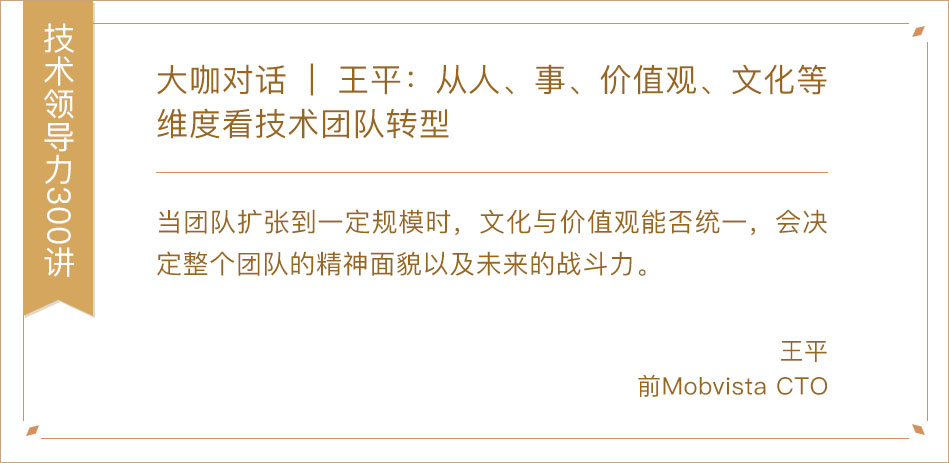 技术领导力300讲
大咖对话 | 王平：从人、事、价值观、文化等
维度看技术团队转型
当团队扩张到一定规模时，文化与价值观能否统一，会决
定整个团队的精神面貌以及未来的战斗力。
王平
前Mobvista CTO